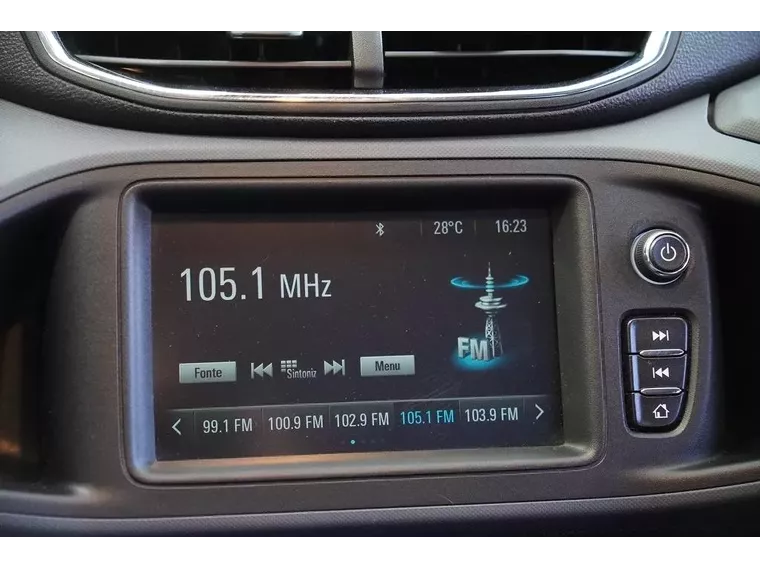 28°C 16:23
105.1 MHz
FM
Fonte Sintoniz Menu
99.1 FM 100.9 FM 102.9 FM 105.1 FM 103.9 FM